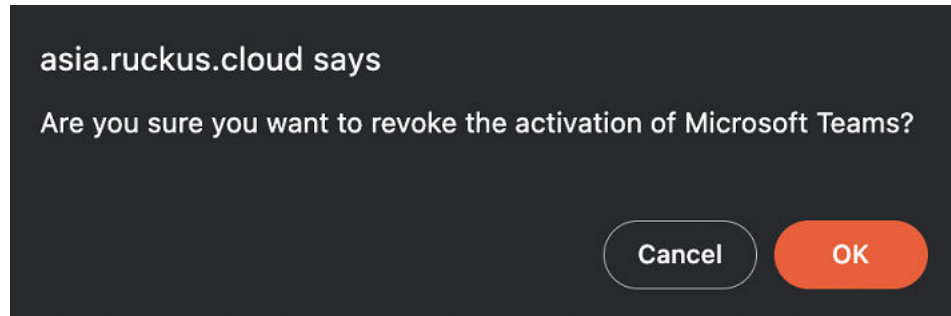 asia.ruckus.cloud says
Are you sure you want to revoke the activation of Microsoft Teams?
Cancel
OK